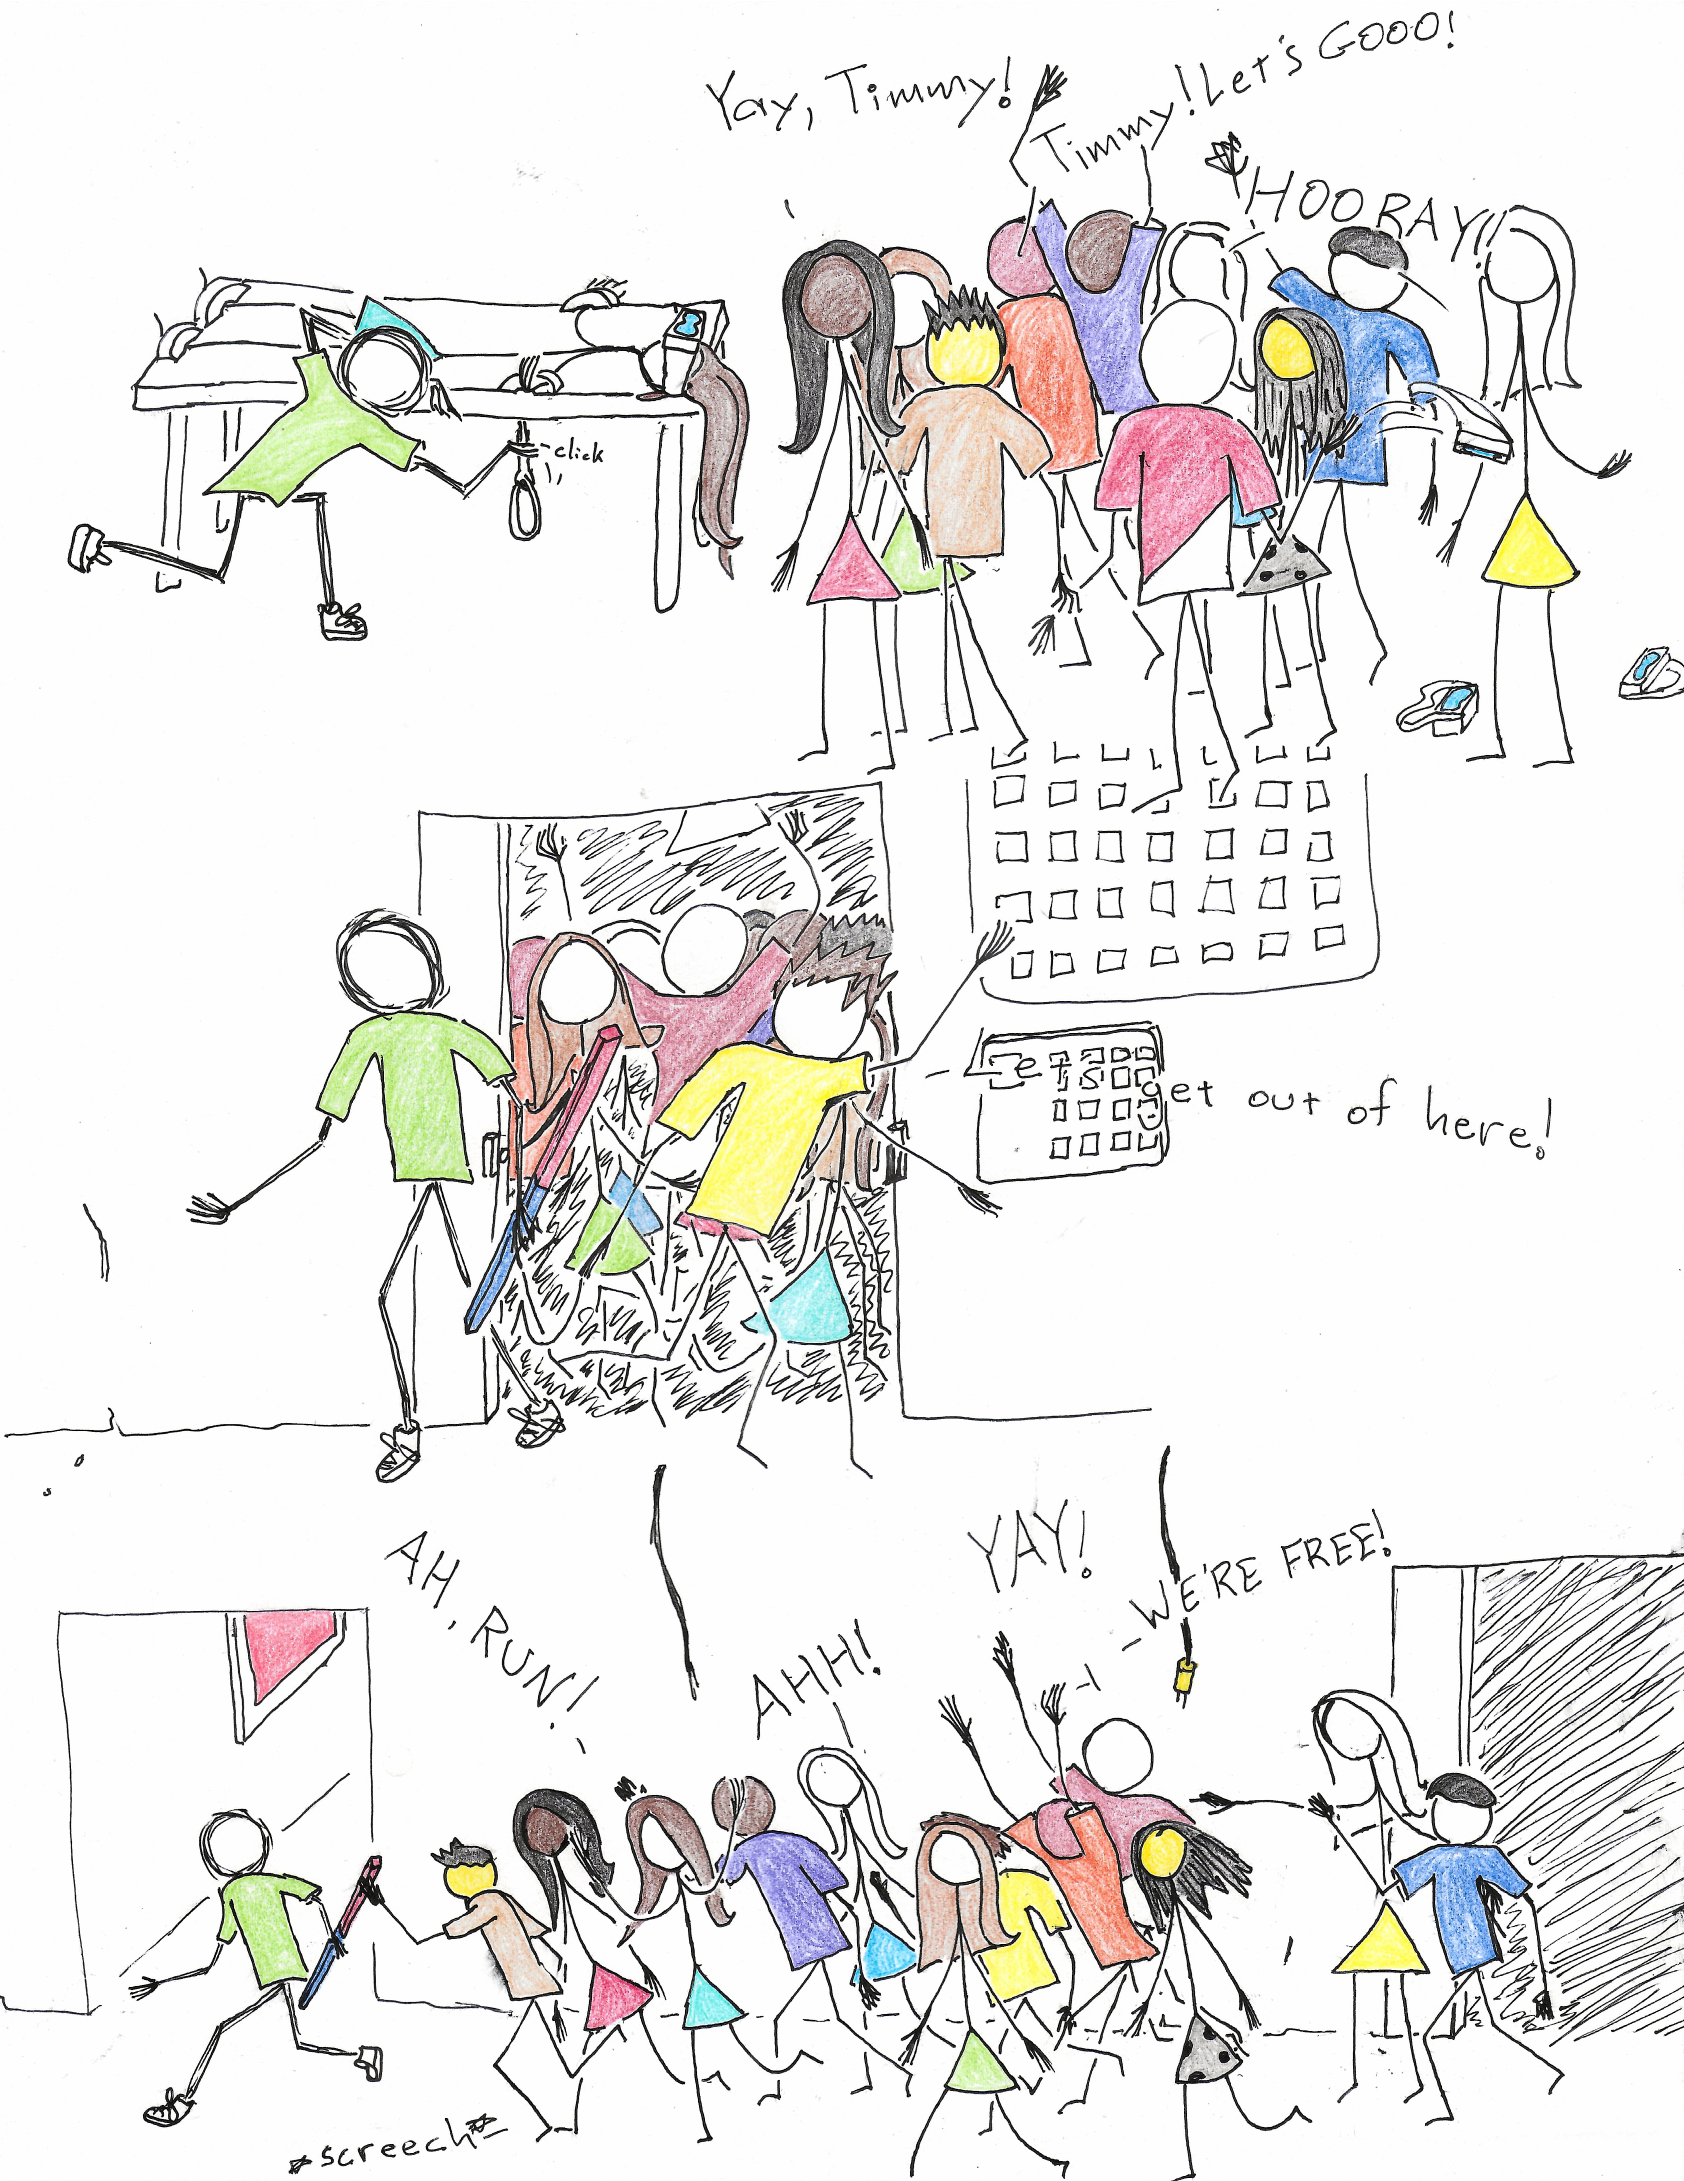 Yay, Timmy!
Timmy! Let's GOOO!
HOORAY!!
click
Let's get out of here!
AH, RUN!
AHH!
YAY!
WE'RE FREE!
*screech*